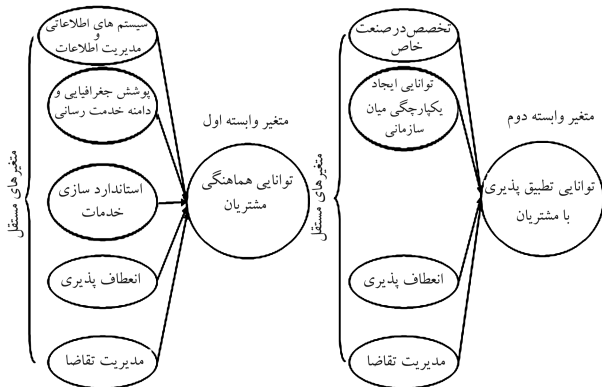 متغیر وابسته دوم
تخصص در صنعت
خاص
توانایی ایجاد
یکپارچگی میان
سازمانی
انعطاف پذیری
مدیریت تقاضا
توانایی تطبیق پذیری
با مشتریان
متغیرهای مستقل
متغیر وابسته اول
سیستم های اطلاعاتی
و
مدیریت اطلاعات
پوشش جغرافیایی و
دامنه خدمت رسانی
استاندارد سازی
خدمات
انعطاف پذیری
مدیریت تقاضا
توانایی هماهنگی
مشتریان
متغیرهای مستقل